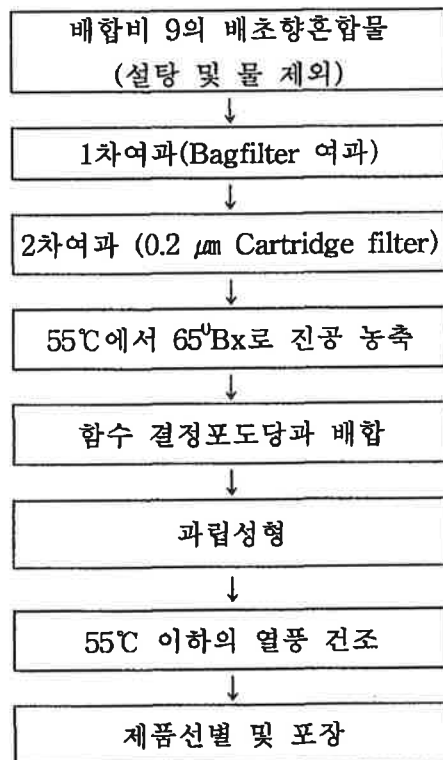 배합비 9의 배초향혼합물
(설탕 및 물 제외)
↓
1차여과(Bagfilter 여과)
↓
2차여과 (0.2 ㎛ Cartridge filter)
↓
55℃에서 65⁰Bx로 진공 농축
↓
함수 결정포도당과 배합
↓
과립성형
↓
55℃ 이하의 열풍 건조
↓
제품선별 및 포장